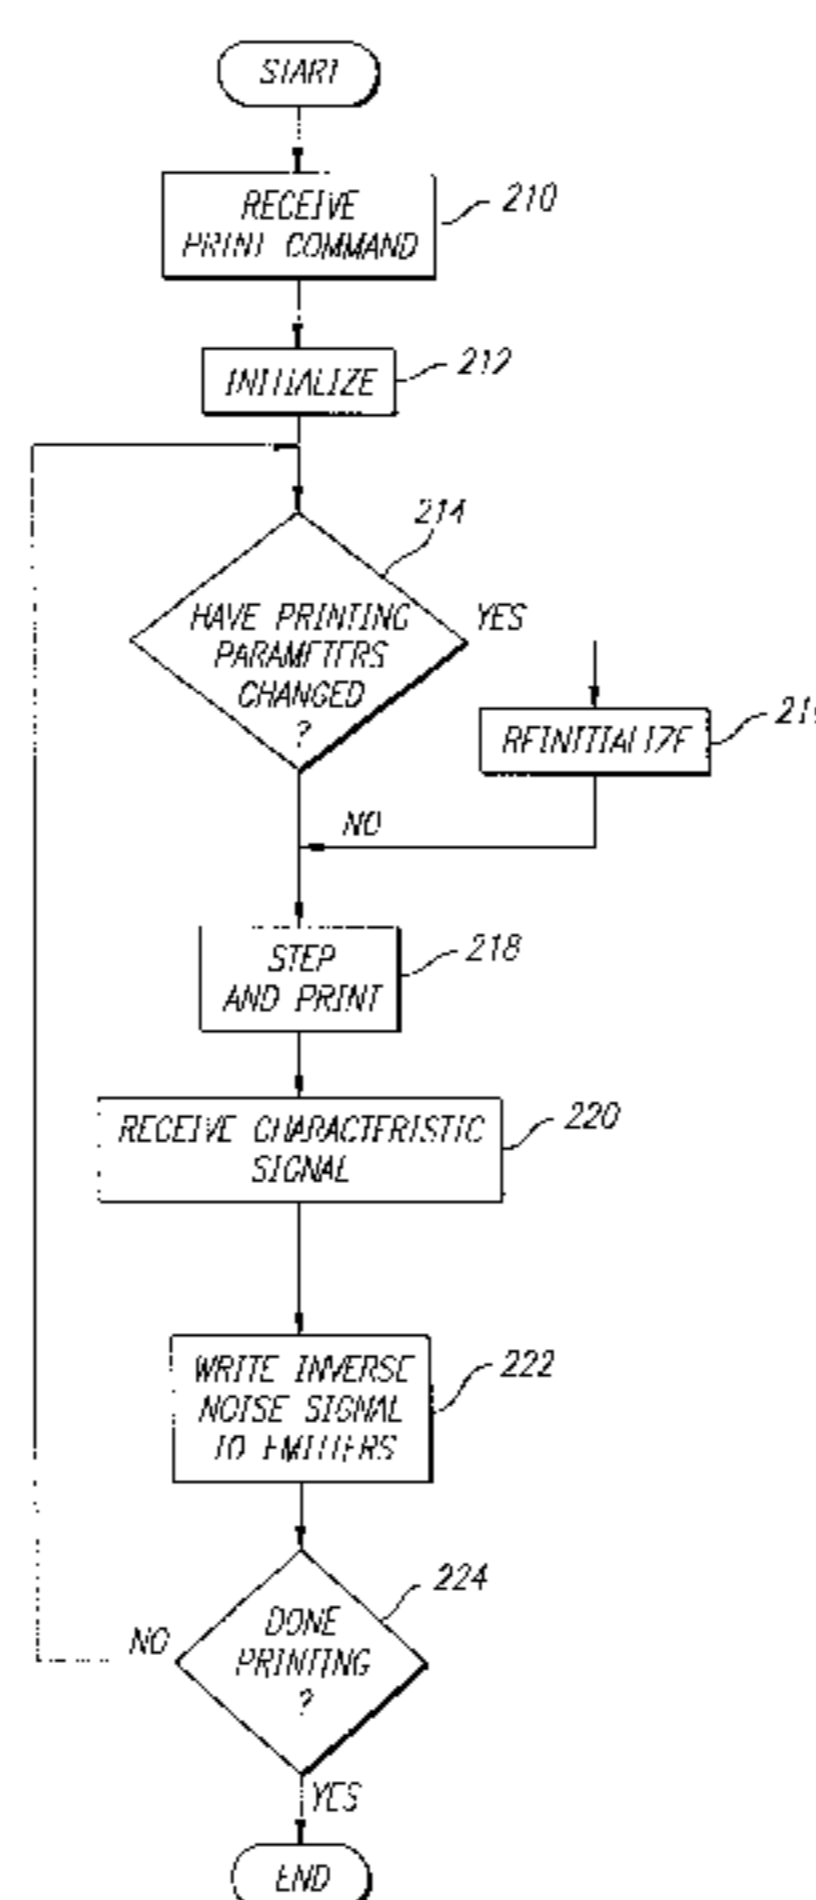 START
RECEIVE
PRINT COMMAND
210
INITIALIZE
212
214
HAVE PRINTING
PARAMETERS
CHANGED
?
YES
REINITIALIZE
NO
STEP
AND PRINT
218
RECEIVE CHARACTERISTIC
SIGNAL
220
WRITE INVERSE
NOISE SIGNAL
TO EMITTERS
222
224
DONE
PRINTING
?
NO
YES
END